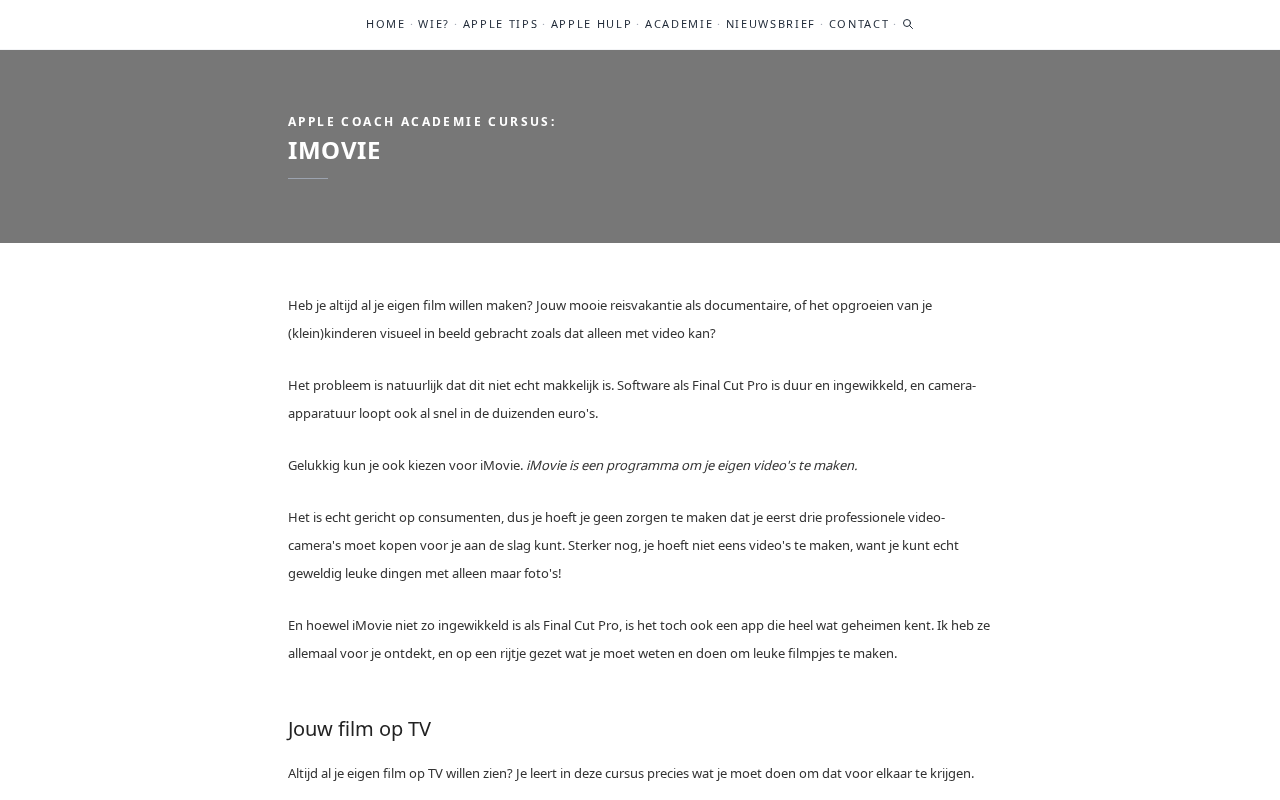 HOME · WIE? · APPLE TIPS · APPLE HULP · ACADEMIE · NIEUWSBRIEF · CONTACT ·
APPLE COACH ACADEMIE CURSUS:
IMOVIE
Heb je altijd al je eigen film willen maken? Jouw mooie reisvakantie als documentaire, of het opgroeien van je
(klein)kinderen visueel in beeld gebracht zoals dat alleen met video kan?
Het probleem is natuurlijk dat dit niet echt makkelijk is. Software als Final Cut Pro is duur en ingewikkeld, en camera-
apparatuur loopt ook al snel in de duizenden euro's.
Gelukkig kun je ook kiezen voor iMovie. iMovie is een programma om je eigen video's te maken.
Het is echt gericht op consumenten, dus je hoeft je geen zorgen te maken dat je eerst drie professionele video-
camera's moet kopen voor je aan de slag kunt. Sterker nog, je hoeft niet eens video's te maken, want je kunt echt
geweldig leuke dingen met alleen maar foto's!
En hoewel iMovie niet zo ingewikkeld is als Final Cut Pro, is het toch ook een app die heel wat geheimen kent. Ik heb ze
allemaal voor je ontdekt, en op een rijtje gezet wat je moet weten en doen om leuke filmpjes te maken.
Jouw film op TV
Altijd al je eigen film op TV willen zien? Je leert in deze cursus precies wat je moet doen om dat voor elkaar te krijgen.